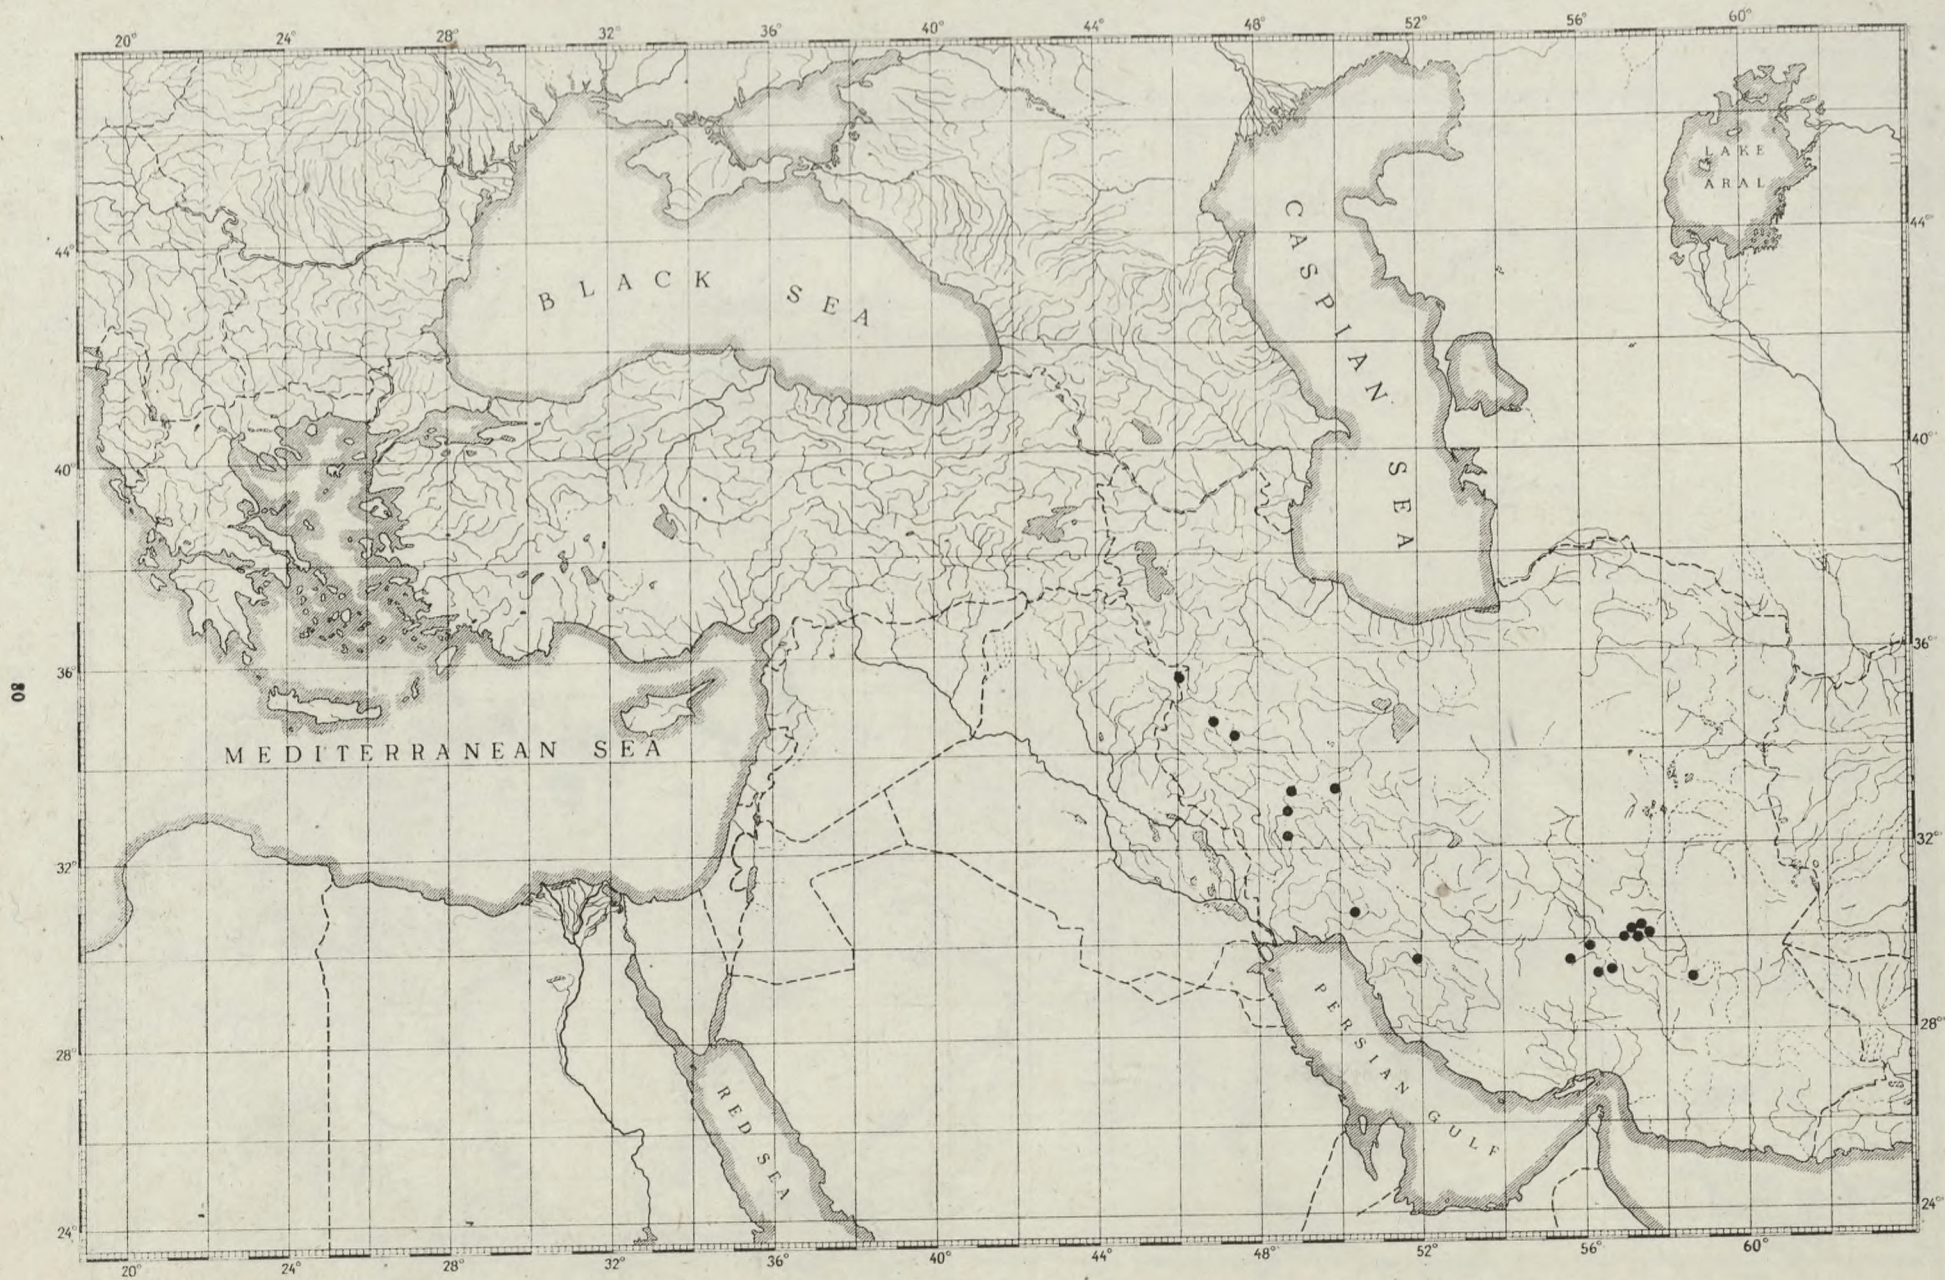 20° 24° 28° 32° 36° 40° 44° 48° 52° 56° 60°
LAKE
ARAL
44° 44°
CASPIAN SEA
BLACK SEA
40° 40°
36° 36°
80
MEDITERRANEAN SEA
32° 32°
PERSIAN GULF
28° 28°
RED SEA
24° 24°
20° 24° 28° 32° 36° 40° 44° 48° 52° 56° 60°